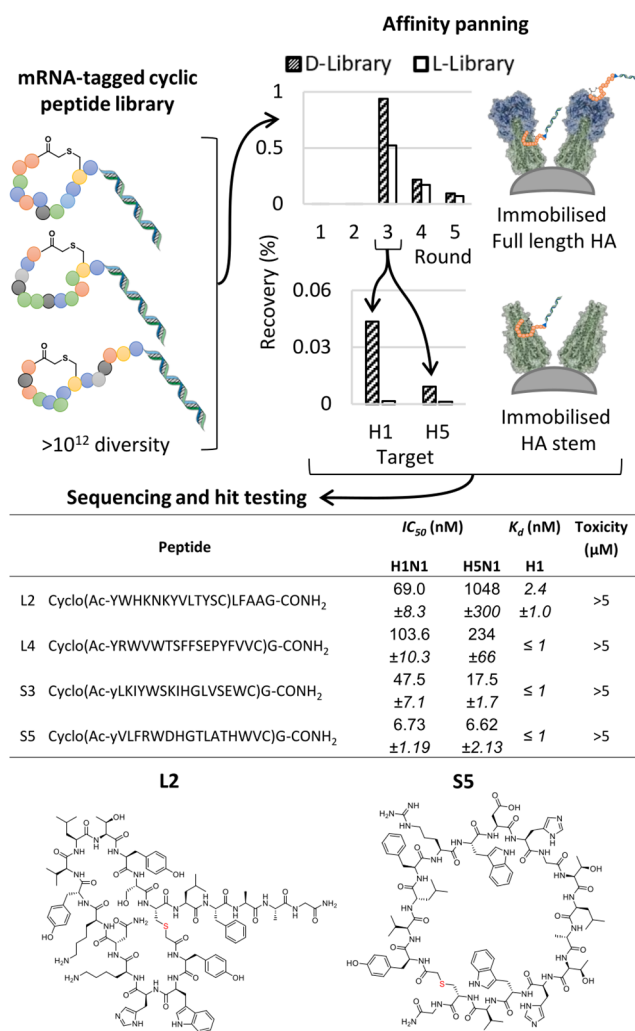 Affinity panning
mRNA-tagged cyclic
peptide library
>10¹² diversity
D-Library L-Library
1
0.5
0
1 2 3 4 5
Round
Recovery (%)
0.06
0.03
0
H1 H5
Target
Immobilised
Full length HA
Immobilised
HA stem
Sequencing and hit testing
Peptide IC₅₀ (nM) K_d (nM) Toxicity (µM)
H1N1 H5N1 H1
L2 Cyclo(Ac-YWHKNKYVLTYSC)LFAAG-CONH₂ 69.0 ±8.3 1048 ±300 2.4 ±1.0 >5
L4 Cyclo(Ac-YRWVWTSFFSEPYFVVC)G-CONH₂ 103.6 ±10.3 234 ±66 ≤ 1 >5
S3 Cyclo(Ac-yLKIYWSKIHGLVSEWC)G-CONH₂ 47.5 ±7.1 17.5 ±1.7 ≤ 1 >5
S5 Cyclo(Ac-yVLFRWDHGTLATHWVC)G-CONH₂ 6.73 ±1.19 6.62 ±2.13 ≤ 1 >5
L2 S5